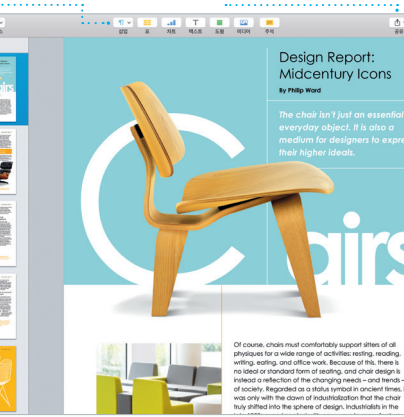 삽입 표 차트 텍스트 도형 미디어 주석 공유
Design Report:
Midcentury Icons
By Philip Ward
The chair isn't just an essential
everyday object. It is also a
medium for designers to expre
their higher ideals.
C airs
Of course, chairs must comfortably support sitters of all
physiques for a wide range of activities: resting, reading,
writing, eating, and office work. Because of this, there is
no ideal or standard form of seating, and chair design is
instead a reflection of the changing needs – and trends –
of society. Regarded as a status symbol in ancient times, i
was only with the dawn of industrialization that the chair
truly shifted into the sphere of design. Industrialists in the